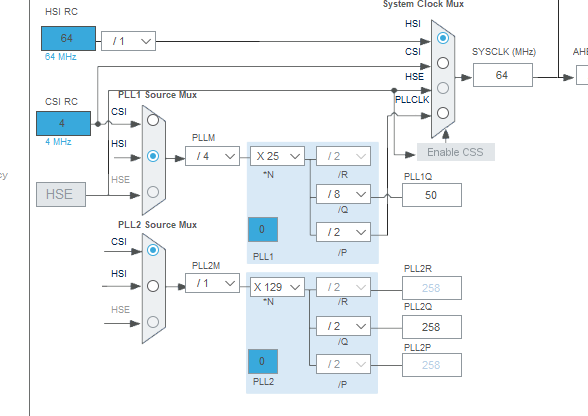 System Clock Mux
HSI RC
64
64 MHz
/ 1
HSI
CSI
HSE
PLLCLK
SYSCLK (MHz)
64
AHB
Enable CSS
CSI RC
4
4 MHz
HSE
PLL1 Source Mux
CSI
HSI
HSE
PLLM
/ 4
X 25
*N
/ 2
/R
/ 8
/Q
/ 2
/P
0
PLL1
PLL1Q
50
cy
PLL2 Source Mux
CSI
HSI
HSE
PLL2M
/ 1
X 129
*N
/ 2
/R
/ 2
/Q
/ 2
/P
0
PLL2
PLL2R
258
PLL2Q
258
PLL2P
258